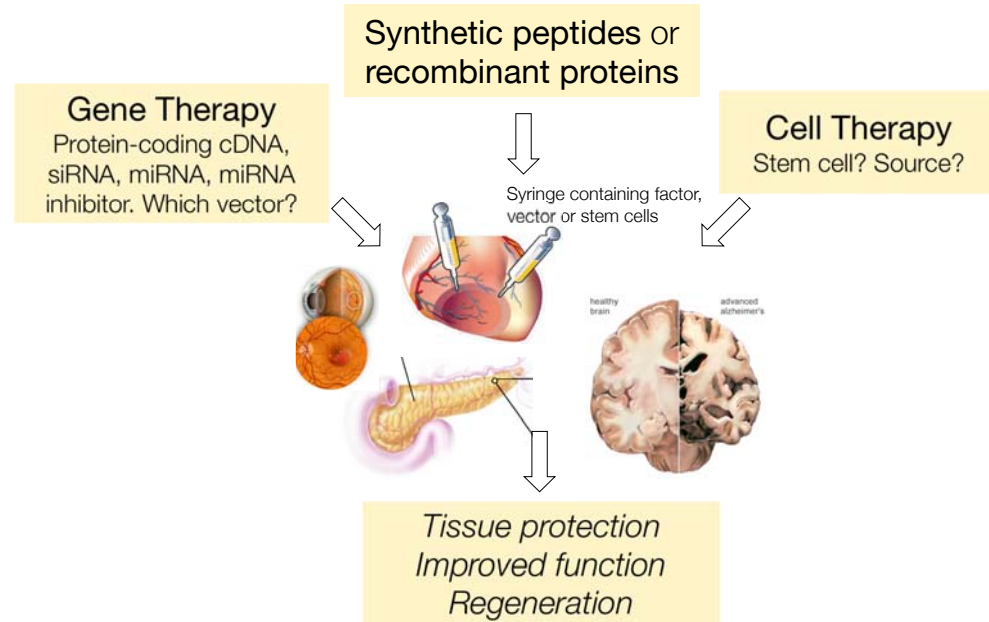 Synthetic peptides or
recombinant proteins
Gene Therapy
Protein-coding cDNA,
siRNA, miRNA, miRNA
inhibitor. Which vector?
Cell Therapy
Stem cell? Source?
Syringe containing factor,
vector or stem cells
healthy
brain
advanced
alzheimer's
Tissue protection
Improved function
Regeneration